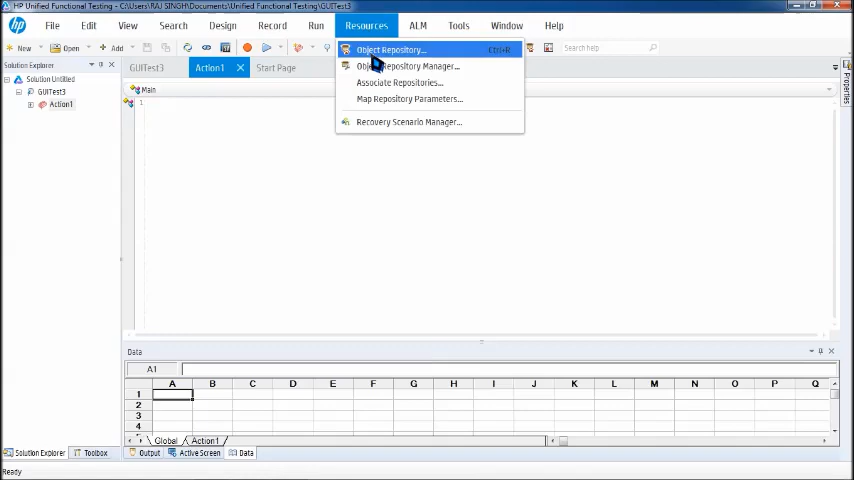 HP Unified Functional Testing - C:\Users\RAJ SINGH\Documents\Unified Functional Testing\GUITest3
File Edit View Search Design Record Run Resources ALM Tools Window Help
New Open Add Search help
Object Repository... Ctrl+R
Repository Manager...
Associate Repositories...
Map Repository Parameters...
Recovery Scenario Manager...
Solution Explorer
GUITest3 Action1 Start Page
Solution Untitled
GUITest3
Action1
Main
1
Properties
Data
A1
A B C D E F G H I J K L M N O P Q
1
2
3
4
Global Action1
Solution Explorer Toolbox Output Active Screen Data
Ready